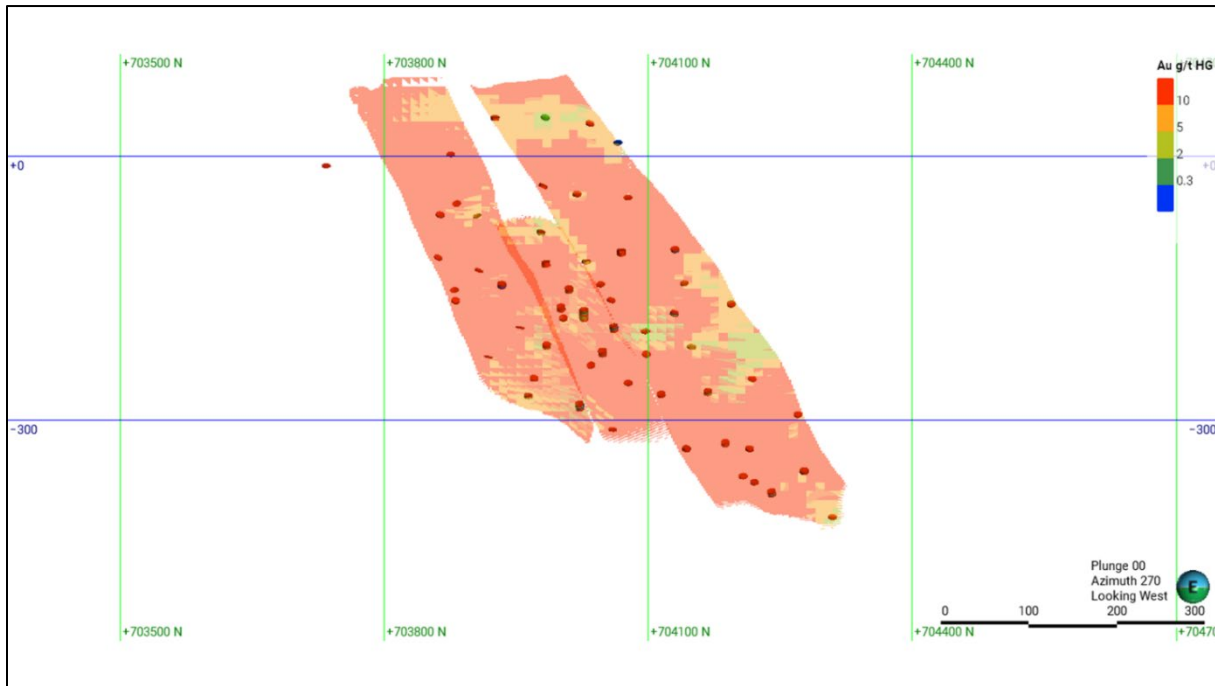 +703500 N
+703800 N
+704100 N
+704400 N
Au g/t HG
10
5
2
0.3
+0
+0
-300
-300
Plunge 00
Azimuth 270
Looking West
E
0 100 200 300
+703500 N
+703800 N
+704100 N
+704400 N
+70470